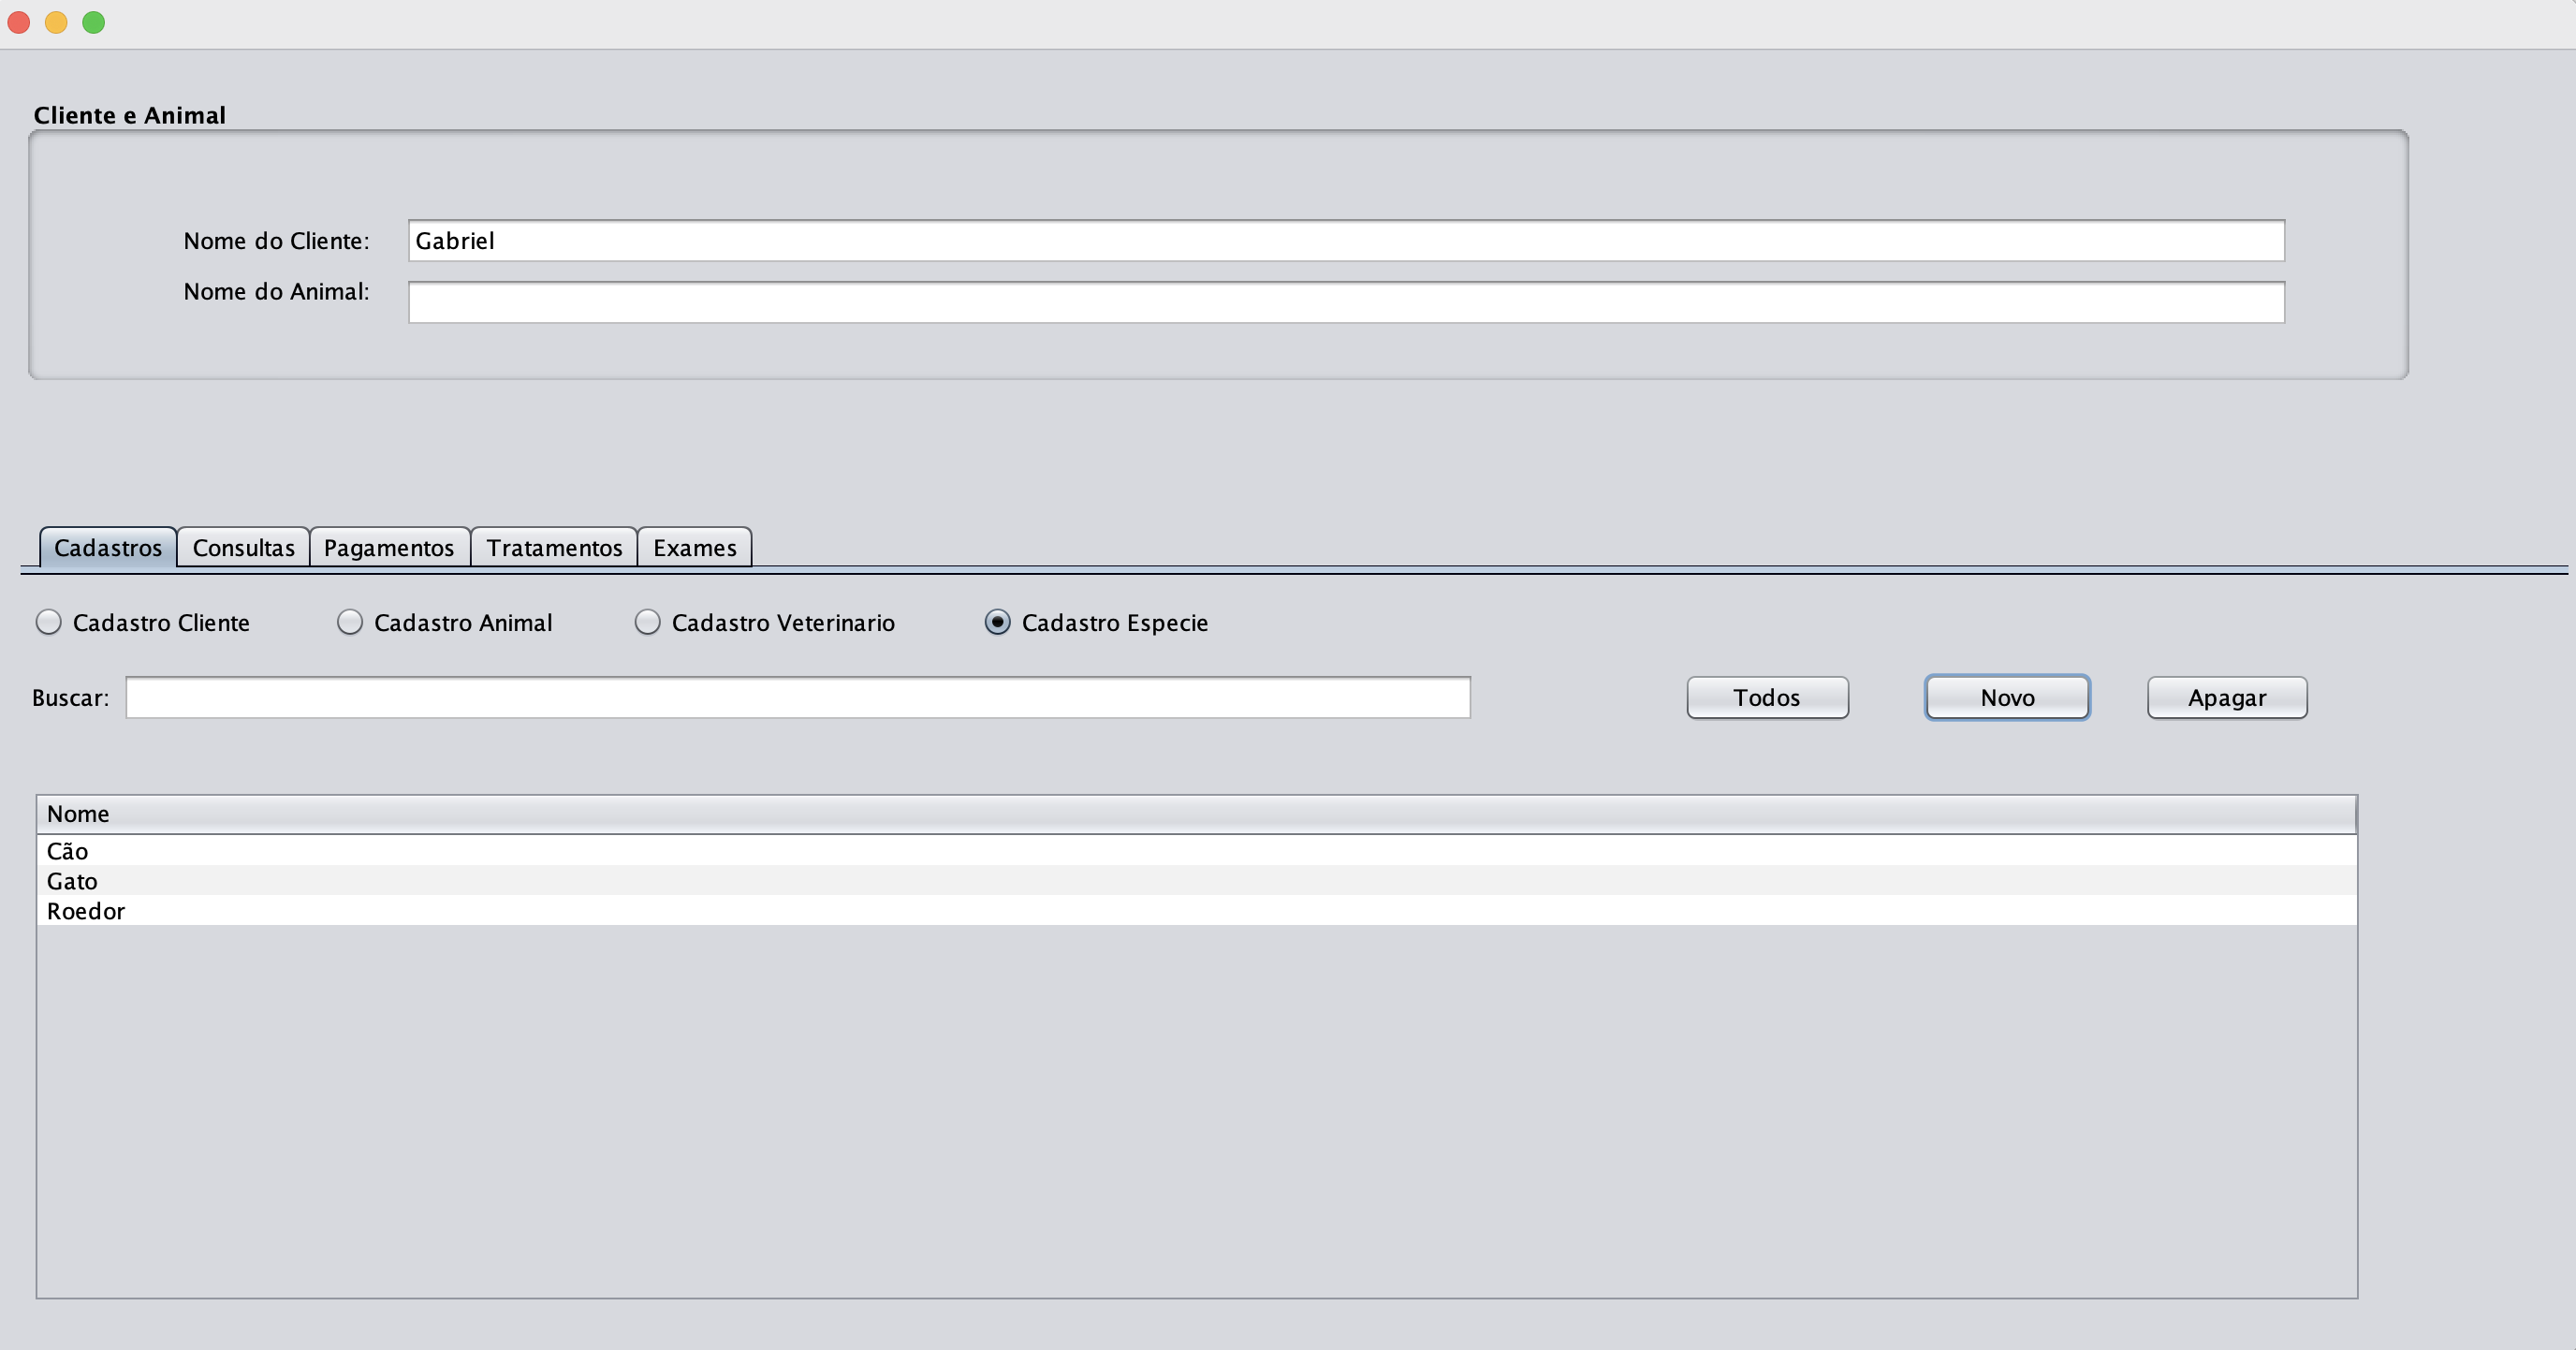 Cliente e Animal
Nome do Cliente: Gabriel
Nome do Animal:
Cadastros Consultas Pagamentos Tratamentos Exames
Cadastro Cliente Cadastro Animal Cadastro Veterinario Cadastro Especie
Buscar: Todos Novo Apagar
Nome
Cão
Gato
Roedor